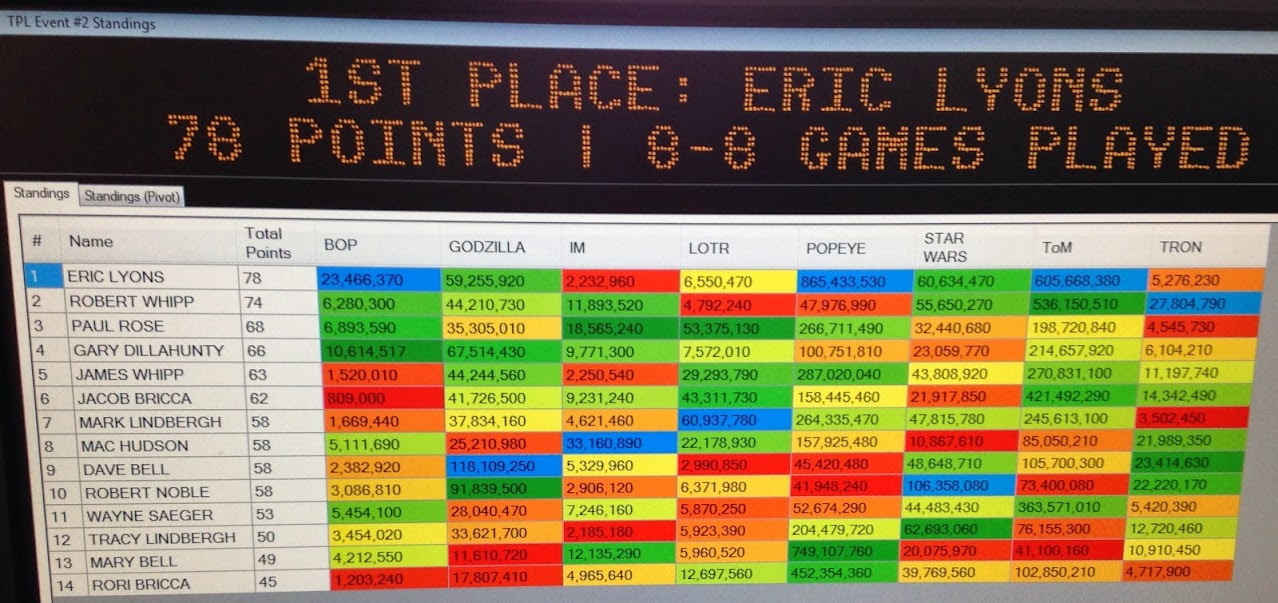 TPL Event #2 Standings
1ST PLACE: ERIC LYONS
78 POINTS | 8-8 GAMES PLAYED
Standings Standings (Pivot)
# Name Total Points BOP GODZILLA IM LOTR POPEYE STAR WARS ToM TRON
1 ERIC LYONS 78 23,466,370 59,255,920 2,232,960 6,550,470 865,433,530 60,634,470 605,668,380 5,276,230
2 ROBERT WHIPP 74 6,280,300 44,210,730 11,893,520 4,792,240 47,976,990 55,650,270 536,150,510 27,804,790
3 PAUL ROSE 68 6,893,590 35,305,010 18,565,240 53,375,130 266,711,490 32,440,680 198,720,840 4,545,730
4 GARY DILLAHUNTY 66 10,614,517 67,514,430 9,771,300 7,572,010 100,751,810 23,059,770 214,657,920 6,104,210
5 JAMES WHIPP 63 1,520,010 44,244,560 2,250,540 29,293,790 287,020,040 43,808,920 270,831,100 11,197,740
6 JACOB BRICCA 62 809,000 41,726,500 9,231,240 43,311,730 158,445,460 21,917,850 421,492,290 14,342,490
7 MARK LINDBERGH 58 1,669,440 37,834,160 4,621,460 60,937,780 264,335,470 47,815,780 245,613,100 3,502,450
8 MAC HUDSON 58 5,111,690 25,210,980 33,160,890 22,178,930 157,925,480 10,867,610 85,050,210 21,989,350
9 DAVE BELL 58 2,382,920 118,109,250 5,329,960 2,990,850 45,420,480 48,648,710 105,700,300 23,414,630
10 ROBERT NOBLE 58 3,086,810 91,839,500 2,906,120 6,371,980 41,948,240 106,358,080 73,400,080 22,220,170
11 WAYNE SAEGER 53 5,454,100 28,040,470 7,246,160 5,870,250 52,674,290 44,483,430 363,571,010 5,420,390
12 TRACY LINDBERGH 50 3,454,020 33,621,700 2,185,180 5,923,390 204,479,720 62,693,060 76,155,300 12,720,460
13 MARY BELL 49 4,212,550 11,610,720 12,135,290 5,960,520 749,107,760 20,075,970 41,100,160 10,910,450
14 RORI BRICCA 45 1,203,240 17,807,410 4,965,640 12,697,560 452,354,360 39,769,560 102,850,210 4,717,900